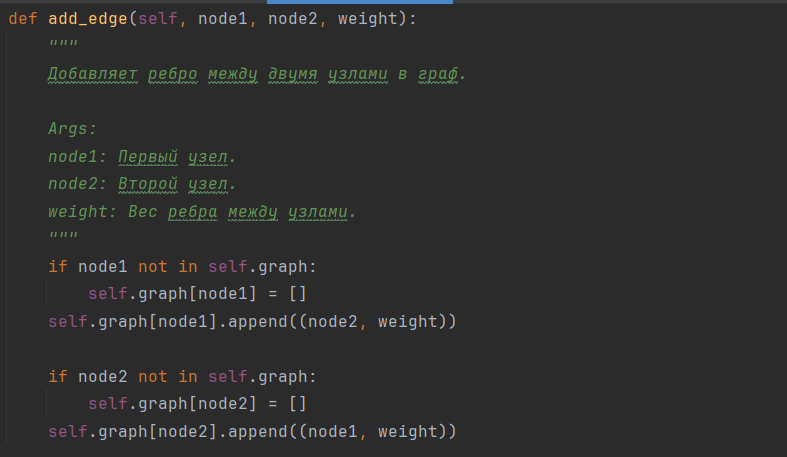 def add_edge(self, node1, node2, weight):
    """
    Добавляет ребро между двумя узлами в граф.

    Args:
    node1: Первый узел.
    node2: Второй узел.
    weight: Вес ребра между узлами.
    """
    if node1 not in self.graph:
        self.graph[node1] = []
    self.graph[node1].append((node2, weight))

    if node2 not in self.graph:
        self.graph[node2] = []
    self.graph[node2].append((node1, weight))